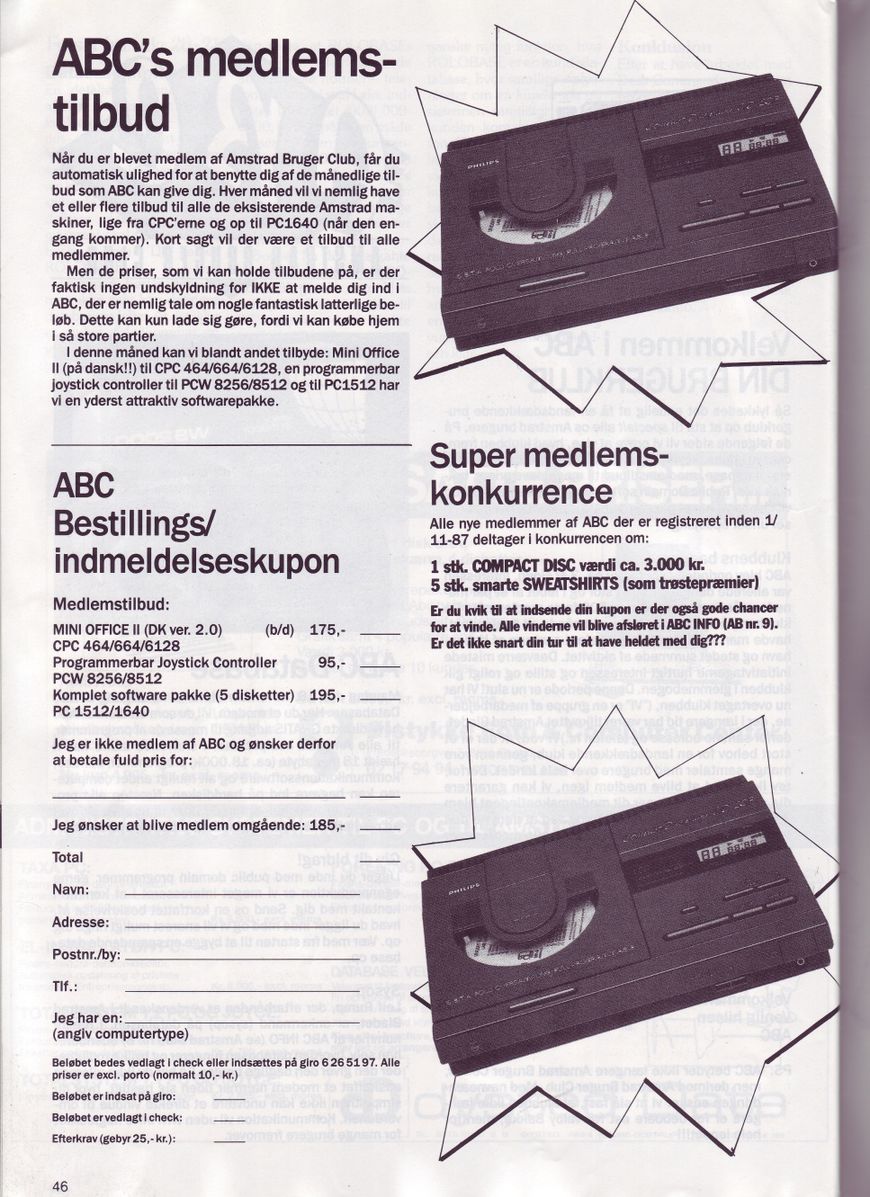 ABC's medlems-
tilbud
Når du er blevet medlem af Amstrad Bruger Club, får du
automatisk ulighed for at benytte dig af de månedlige til-
bud som ABC kan give dig. Hver måned vil vi nemlig have
et eller flere tilbud til alle de eksisterende Amstrad ma-
skiner, lige fra CPC'erne og op til PC1640 (når den en-
gang kommer). Kort sagt vil der være et tilbud til alle
medlemmer.
Men de priser, som vi kan holde tilbudene på, er der
faktisk ingen undskyldning for IKKE at melde dig ind i
ABC, der er nemlig tale om nogle fantastisk latterlige be-
løb. Dette kan kun lade sig gøre, fordi vi kan købe hjem
i så store partier.
I denne måned kan vi blandt andet tilbyde: Mini Office
II (på dansk!!) til CPC 464/664/6128, en programmerbar
joystick controller til PCW 8256/8512 og til PC1512 har
vi en yderst attraktiv softwarepakke.
ABC
Bestillings/
indmeldelseskupon
Medlemstilbud:
MINI OFFICE II (DK ver. 2.0) (b/d) 175,-
CPC 464/664/6128
Programmerbar Joystick Controller 95,-
PCW 8256/8512
Komplet software pakke (5 disketter) 195,-
PC 1512/1640
Jeg er ikke medlem af ABC og ønsker derfor
at betale fuld pris for:
Jeg ønsker at blive medlem omgående: 185,-
Total
Navn:
Adresse:
Postnr./by:
Tlf.:
Jeg har en:
(angiv computertype)
Beløbet bedes vedlagt i check eller indsættes på giro 6 26 51 97. Alle
priser er excl. porto (normalt 10,- kr.)
Beløbet er indsat på giro:
Beløbet er vedlagt i check:
Efterkrav (gebyr 25,- kr.):
46
PHILIPS
Super medlems-
konkurrence
Alle nye medlemmer af ABC der er registreret inden 1/
11-87 deltager i konkurrencen om:
1 stk. COMPACT DISC værdi ca. 3.000 kr.
5 stk. smarte SWEATSHIRTS (som trøstepræmier)
Er du kvik til at indsende din kupon er der også gode chancer
for at vinde. Alle vinderne vil blive afsløret i ABC INFO (AB nr. 9).
Er det ikke snart din tur til at have heldet med dig???
PHILIPS